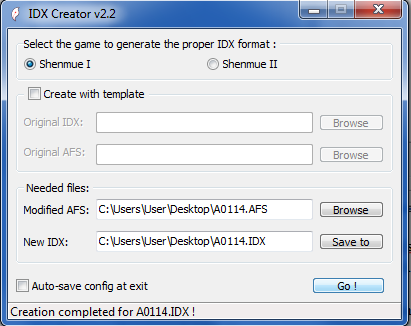 IDX Creator v2.2
Select the game to generate the proper IDX format :
Shenmue I Shenmue II
Create with template
Original IDX: Browse
Original AFS: Browse
Needed files:
Modified AFS: C:\Users\User\Desktop\A0114.AFS Browse
New IDX: C:\Users\User\Desktop\A0114.IDX Save to
Auto-save config at exit Go !
Creation completed for A0114.IDX !